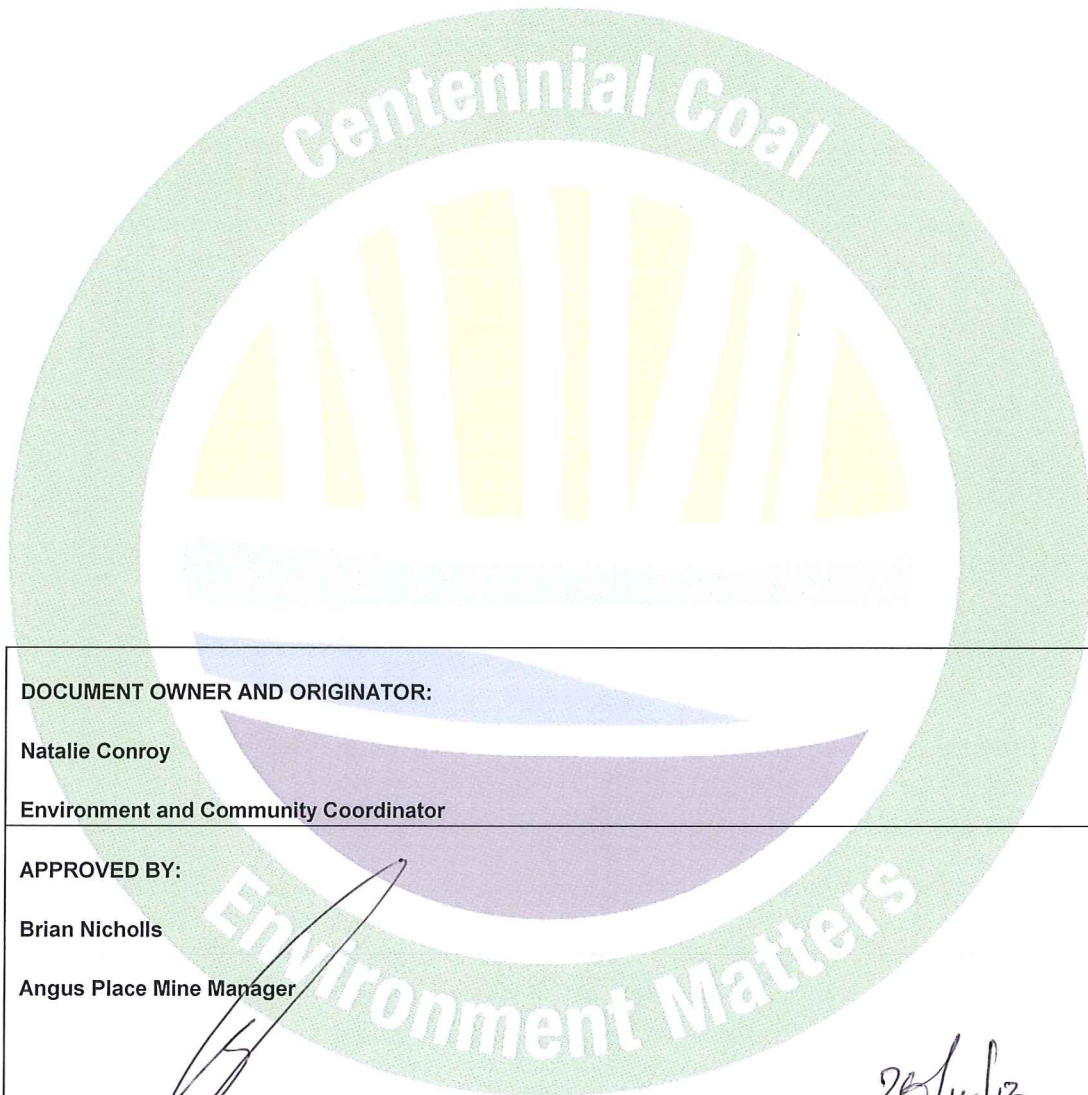 Centennial Coal
DOCUMENT OWNER AND ORIGINATOR:
Natalie Conroy
Environment and Community Coordinator
APPROVED BY:
Brian Nicholls
Angus Place Mine Manager
Environment Matters